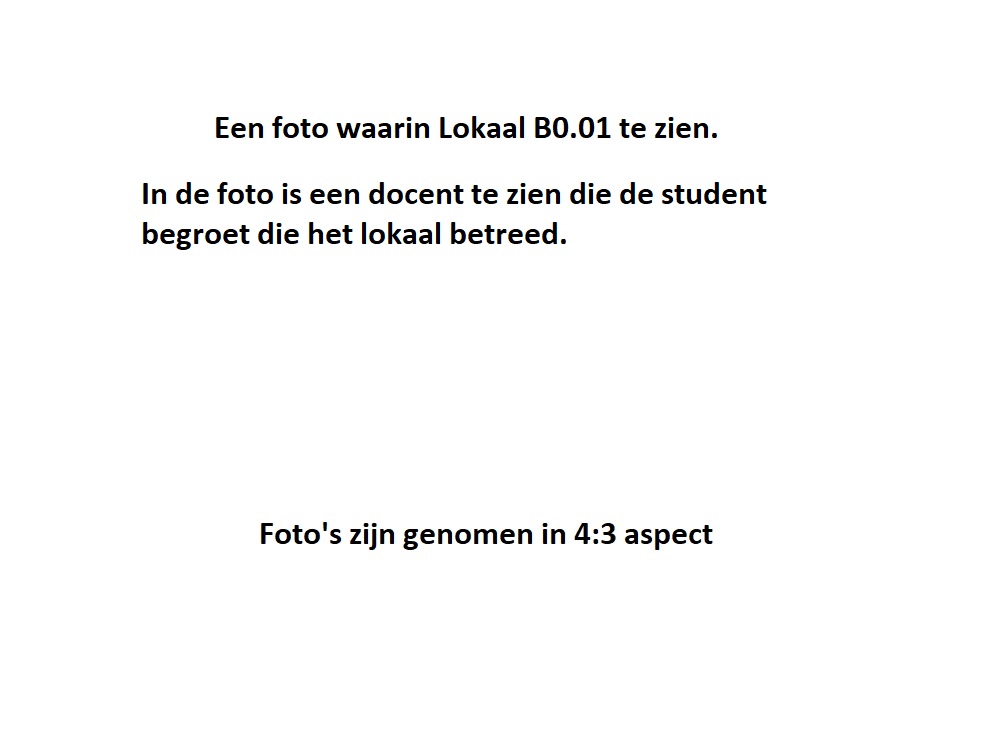 Een foto waarin Lokaal B0.01 te zien.
In de foto is een docent te zien die de student
begroet die het lokaal betreed.
Foto's zijn genomen in 4:3 aspect